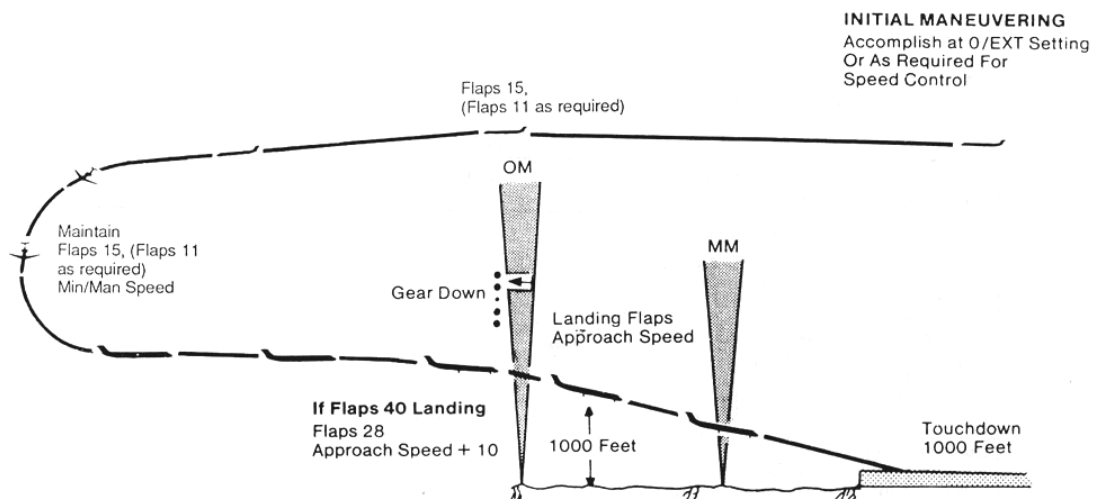 INITIAL MANEUVERING
Accomplish at 0/EXT Setting
Or As Required For
Speed Control
Flaps 15,
(Flaps 11 as required)
OM
Maintain
Flaps 15, (Flaps 11
as required)
Min/Man Speed
MM
Gear Down
Landing Flaps
Approach Speed
If Flaps 40 Landing
Flaps 28
Approach Speed + 10
1000 Feet
Touchdown
1000 Feet